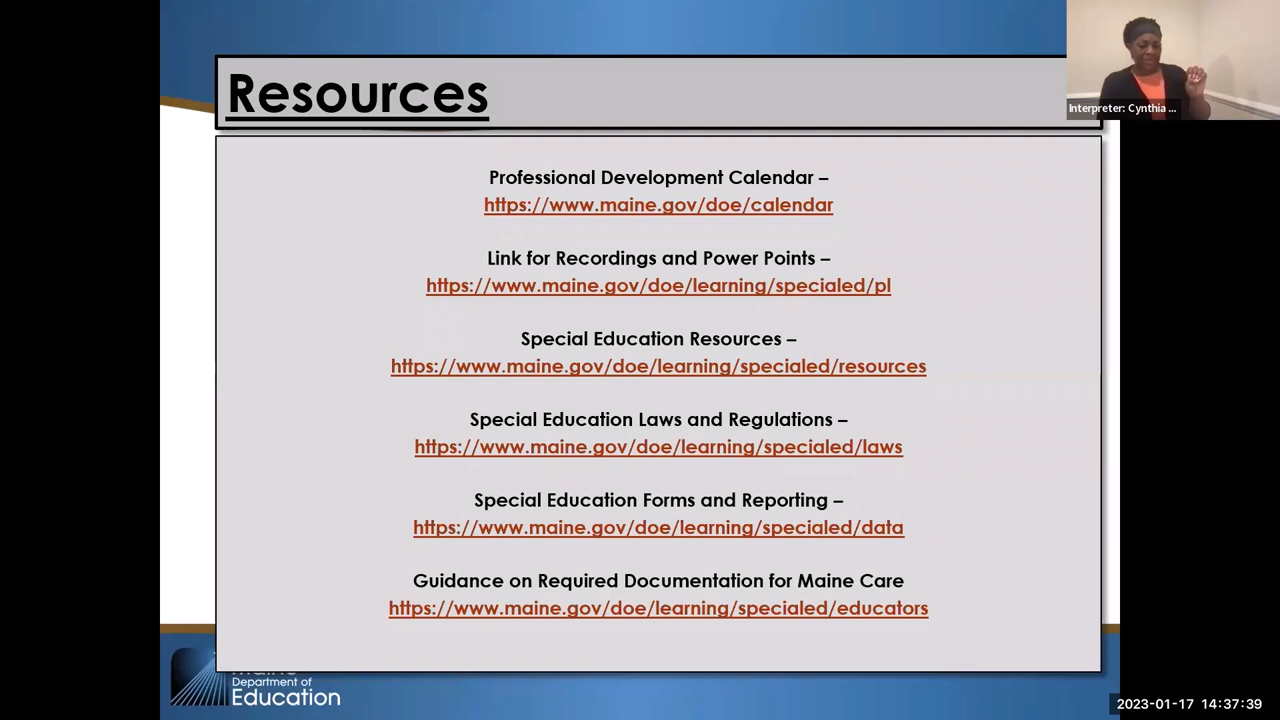 Resources
Interpreter: Cynthia ...
Professional Development Calendar –
https://www.maine.gov/doe/calendar
Link for Recordings and Power Points –
https://www.maine.gov/doe/learning/specialed/pl
Special Education Resources –
https://www.maine.gov/doe/learning/specialed/resources
Special Education Laws and Regulations –
https://www.maine.gov/doe/learning/specialed/laws
Special Education Forms and Reporting –
https://www.maine.gov/doe/learning/specialed/data
Guidance on Required Documentation for Maine Care
https://www.maine.gov/doe/learning/specialed/educators
Department of
Education
2023-01-17 14:37:39